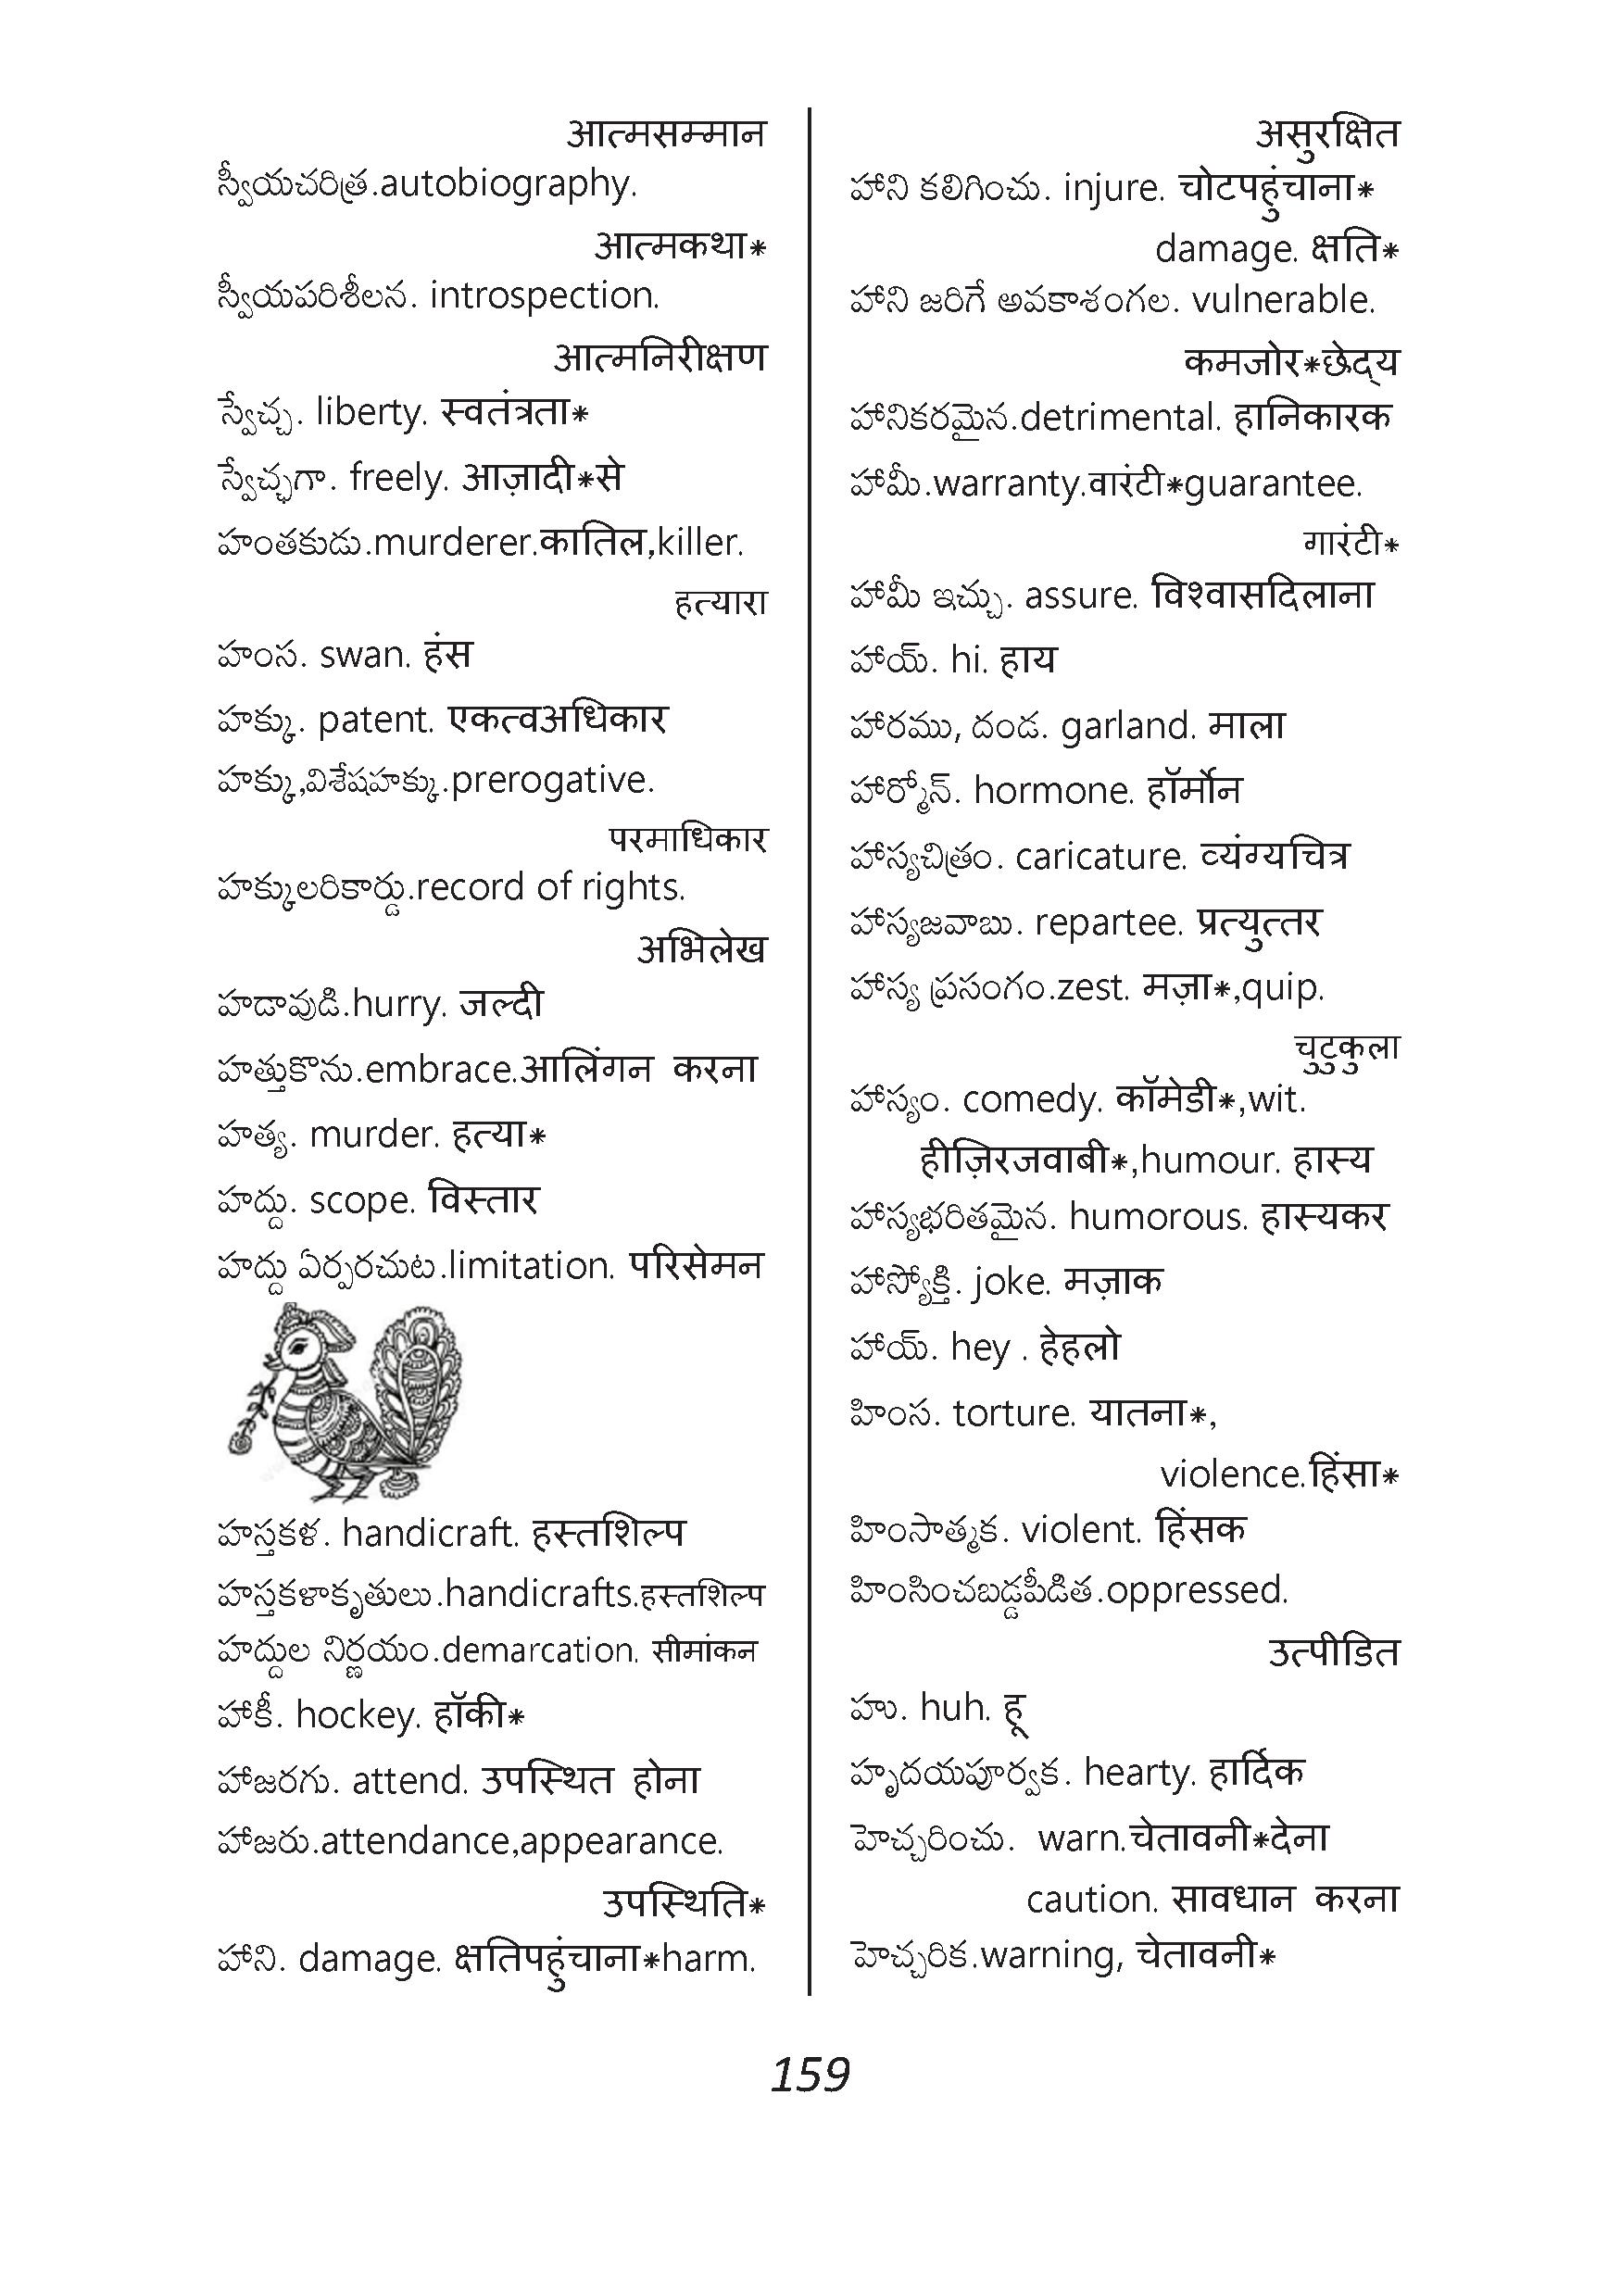 आत्मसम्मान
స్వీయచరిత్ర.autobiography.
आत्मकथा*
స్వీయపరిశీలన. introspection.
आत्मनिरीक्षण
స్వేచ్చ. liberty. स्वतंत्रता*
స్వేచ్ఛగా. freely. आज़ादी*से
హంతకుడు.murderer.कातिल,killer.
हत्यारा
హంస. swan. हंस
హక్కు. patent. एकत्वअधिकार
హక్కు,విశేషహక్కు.prerogative.
परमाधिकार
హక్కులరికార్డు.record of rights.
अभिलेख
హడావుడి.hurry. जल्दी
హత్తుకొను.embrace.आलिंगन करना
హత్య. murder. हत्या*
హద్దు. scope. विस्तार
హద్దు ఏర్పరచుట.limitation. परिसेमन
హస్తకళ. handicraft. हस्तशिल्प
హస్తకళాకృతులు.handicrafts.हस्तशिल्प
హద్దుల నిర్ణయం.demarcation. सीमांकन
హాకీ. hockey. हॉकी*
హాజరగు. attend. उपस्थित होना
హాజరు.attendance,appearance.
उपस्थिति*
హాని. damage. क्षतिपहुंचाना*harm.
असुरक्षित
హాని కలిగించు. injure. चोटपहुंचाना*
damage. क्षति*
హాని జరిగే అవకాశంగల. vulnerable.
कमजोर*छेद्य
హానికరమైన.detrimental. हानिकारक
హామీ.warranty.वारंटी*guarantee.
गारंटी*
హామీ ఇచ్చు. assure. विश्वासदिलाना
హాయ్. hi. हाय
హారము, దండ. garland. माला
హార్మోన్. hormone. हॉर्मोन
హాస్యచిత్రం. caricature. व्यंग्यचित्र
హాస్యజవాబు. repartee. प्रत्युत्तर
హాస్య ప్రసంగం.zest. मज़ा*,quip.
चुटुकुला
హాస్యం. comedy. कॉमेडी*,wit.
हीज़िरजवाबी*,humour. हास्य
హాస్యభరితమైన. humorous. हास्यकर
హాస్యోక్తి. joke. मज़ाक
హాయ్. hey . हेहलो
హింస. torture. यातना*,
violence.हिंसा*
హింసాత్మక. violent. हिंसक
హింసించబడ్డపీడిత.oppressed.
उत्पीडित
హు. huh. हू
హృదయపూర్వక. hearty. हार्दिक
హెచ్చరించు. warn.चेतावनी*देना
caution. सावधान करना
హెచ్చరిక.warning, चेतावनी*
159